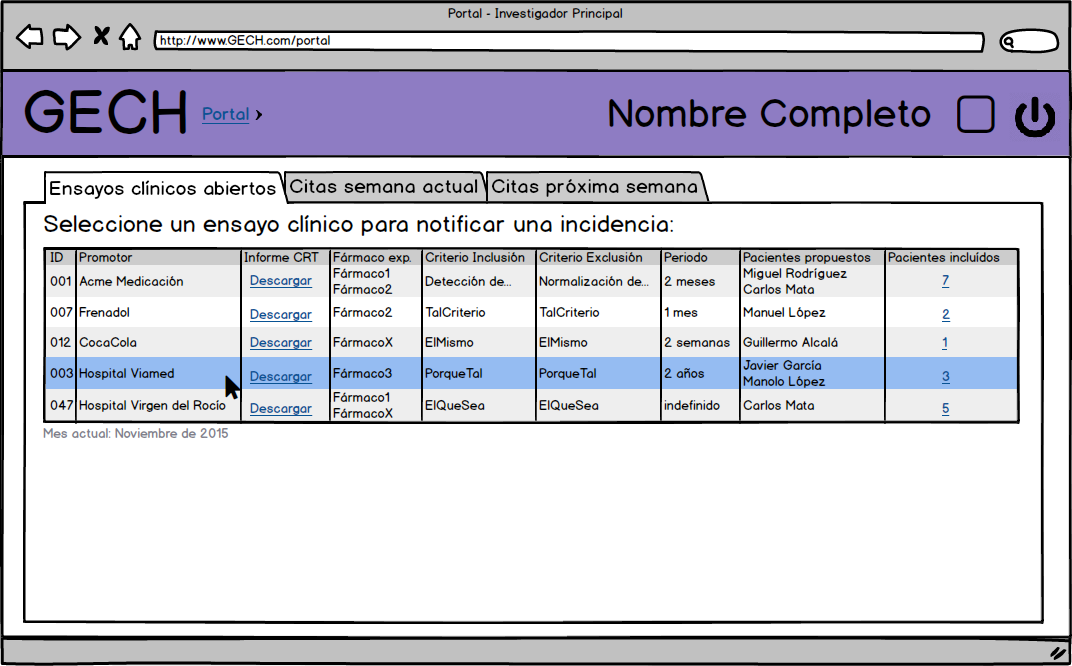 Portal - Investigador Principal
http://www.GECH.com/portal
GECH Portal › Nombre Completo
Ensayos clínicos abiertos Citas semana actual Citas próxima semana
Seleccione un ensayo clínico para notificar una incidencia:
ID Promotor Informe CRT Fármaco exp. Criterio Inclusión Criterio Exclusión Periodo Pacientes propuestos Pacientes incluídos
001 Acme Medicación Descargar Fármaco1 Fármaco2 Detección de... Normalización de... 2 meses Miguel Rodríguez Carlos Mata 7
007 Frenadol Descargar Fármaco2 TalCriterio TalCriterio 1 mes Manuel López 2
012 CocaCola Descargar FármacoX ElMismo ElMismo 2 semanas Guillermo Alcalá 1
003 Hospital Viamed Descargar Fármaco3 PorqueTal PorqueTal 2 años Javier García Manolo López 3
047 Hospital Virgen del Rocío Descargar Fármaco1 FármacoX ElQueSea ElQueSea indefinido Carlos Mata 5
Mes actual: Noviembre de 2015